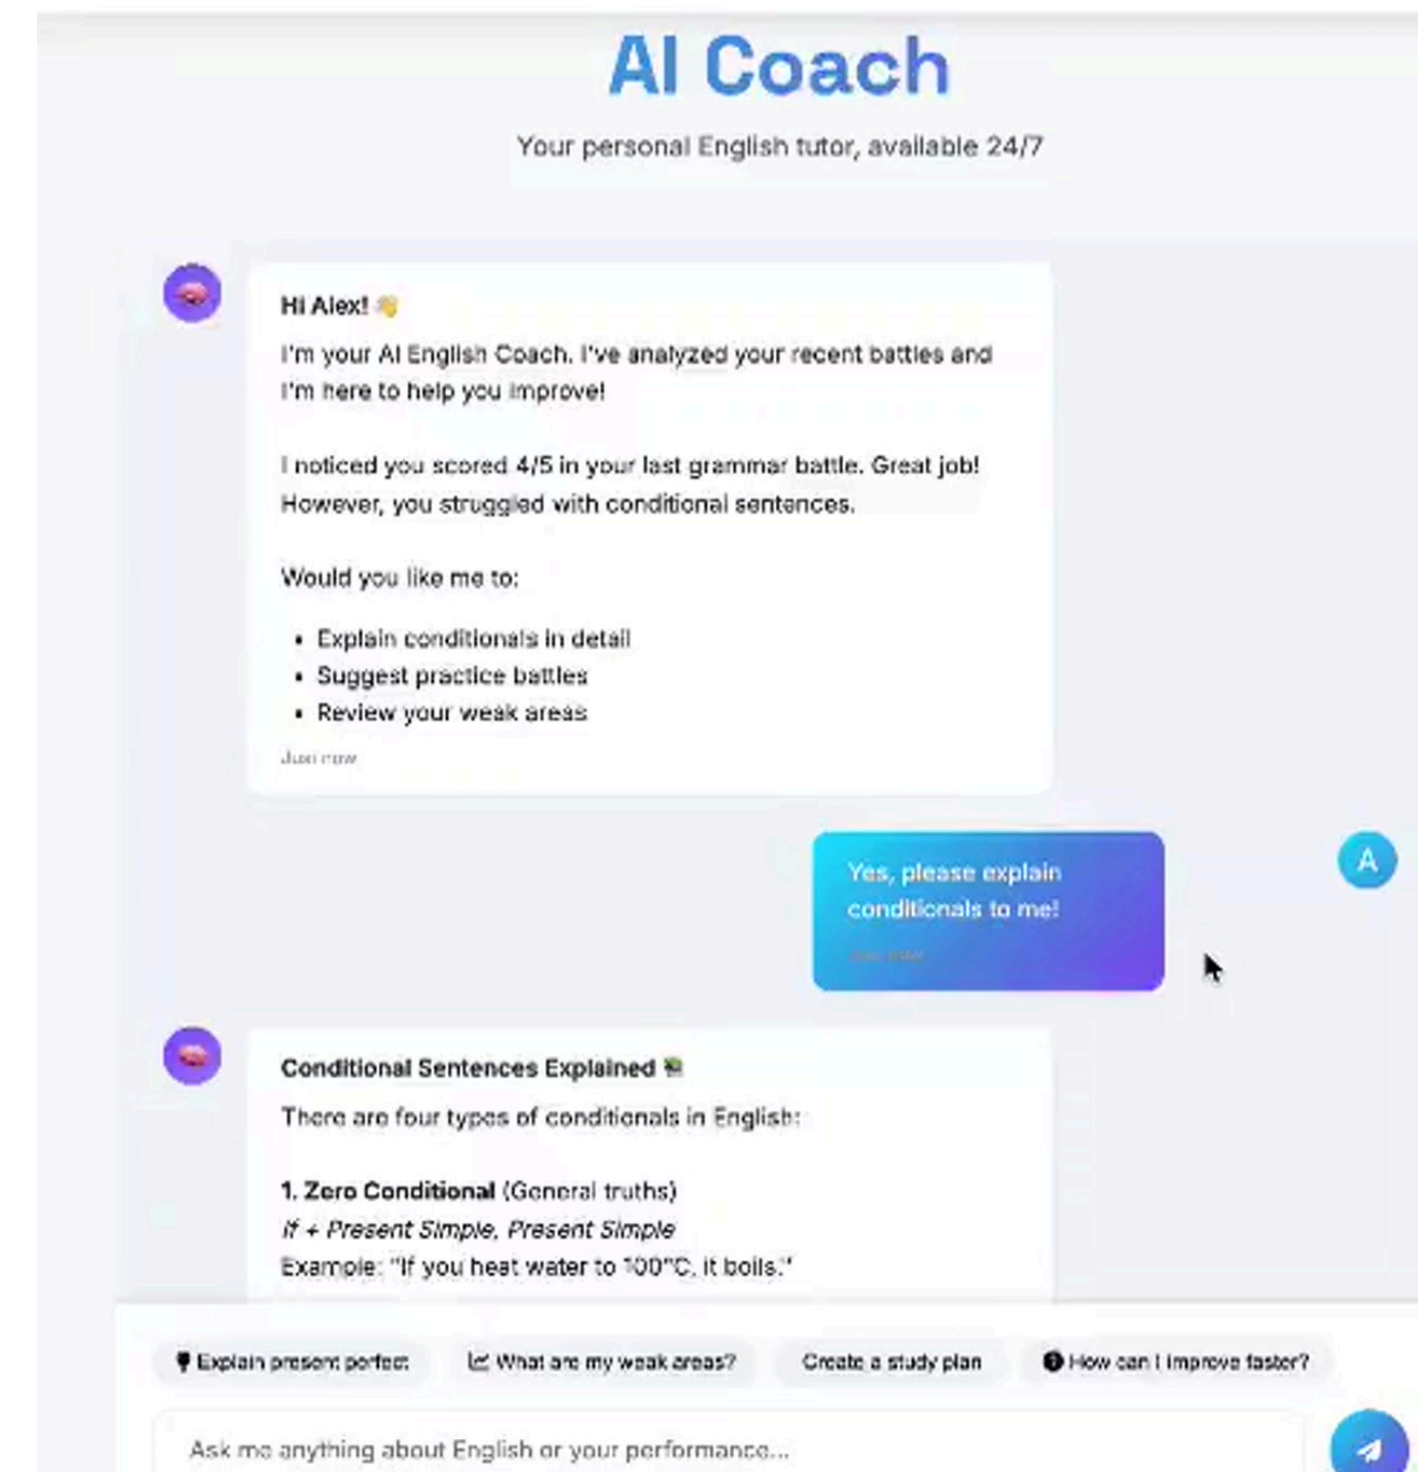 AI Coach
Your personal English tutor, available 24/7
Hi Alex! 👋
I'm your AI English Coach. I've analyzed your recent battles and
I'm here to help you improve!
I noticed you scored 4/5 in your last grammar battle. Great job!
However, you struggled with conditional sentences.
Would you like me to:
• Explain conditionals in detail
• Suggest practice battles
• Review your weak areas
Just now
Yes, please explain
conditionals to me!
Just now
A
Conditional Sentences Explained
There are four types of conditionals in English:
1. Zero Conditional (General truths)
If + Present Simple, Present Simple
Example: "If you heat water to 100°C, it boils."
Explain present perfect
What are my weak areas?
Create a study plan
How can I improve faster?
Ask me anything about English or your performance...